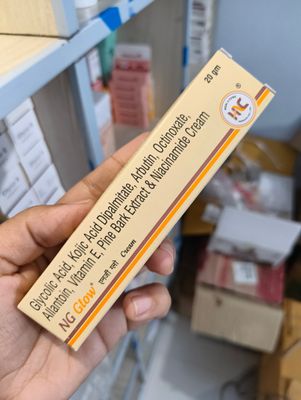 20 gm
Glycolic Acid, Kojic Acid Dipalmitate, Arbutin, Octinoxate,
Allantoin, Vitamin E, Pine Bark Extract & Niacinamide Cream
NG Glow
एनजी ग्लो Cream